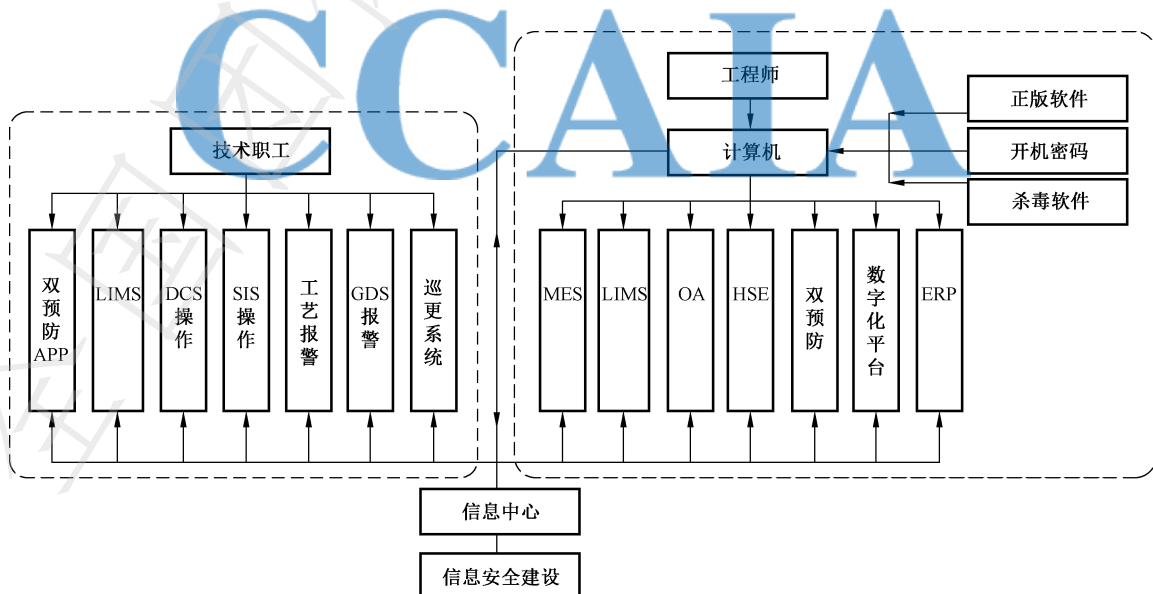 CCAIA
工程师
正版软件
技术职工
计算机
开机密码
杀毒软件
双预防APP
LIMS
DCS操作
SIS操作
工艺报警
GDS报警
巡更系统
MES
LIMS
OA
HSE
双预防
数字化平台
ERP
信息中心
信息安全建设